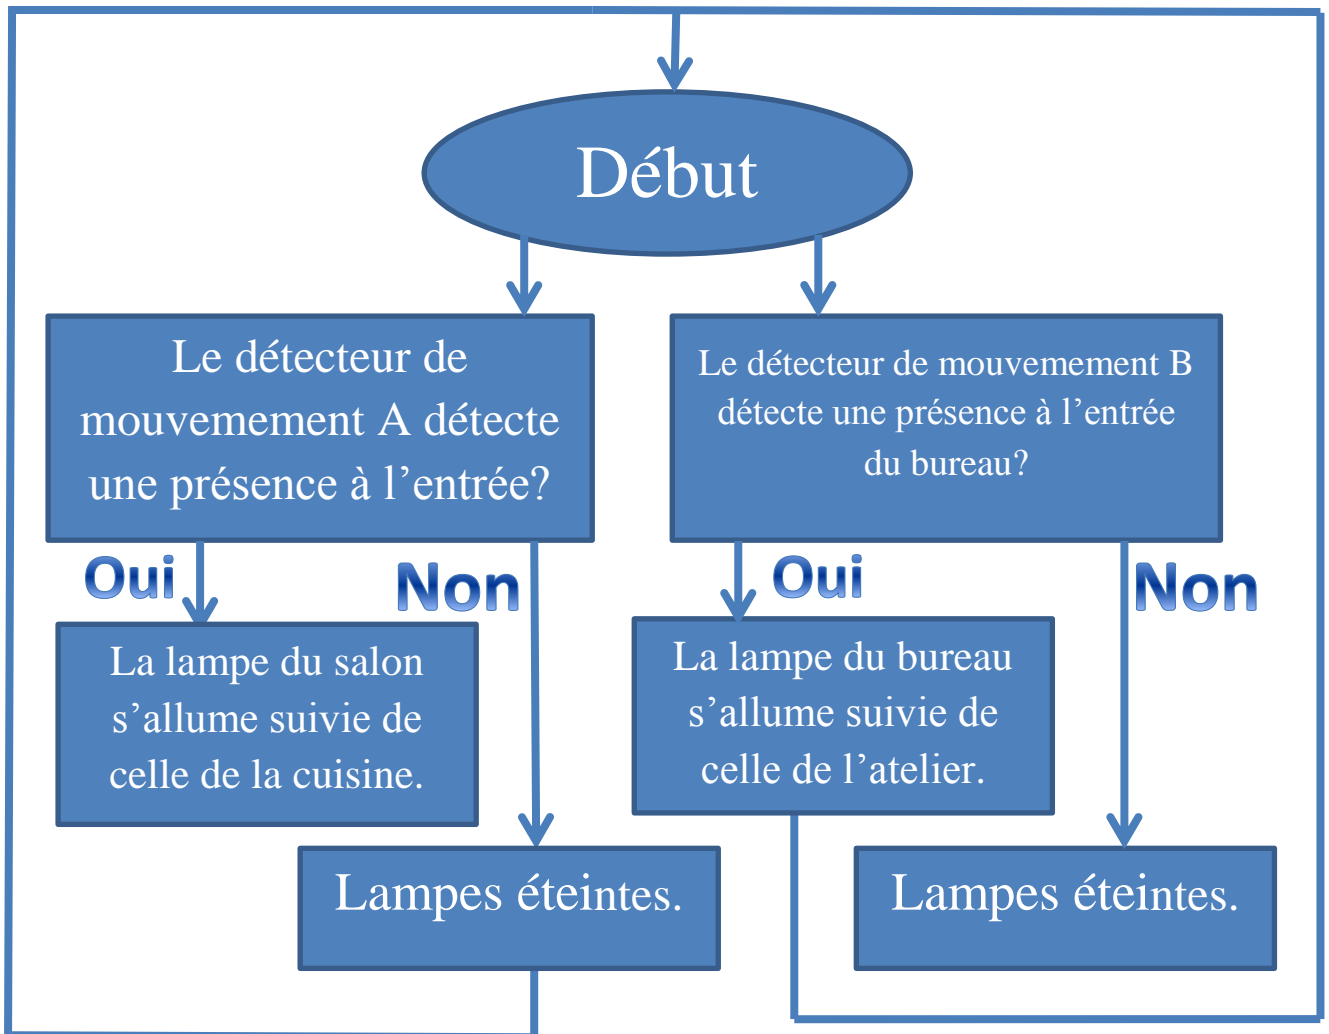 Début
Le détecteur de
mouvemement A détecte
une présence à l’entrée?
Le détecteur de mouvemement B
détecte une présence à l’entrée
du bureau?
Oui
Non
Oui
Non
La lampe du salon
s’allume suivie de
celle de la cuisine.
La lampe du bureau
s’allume suivie de
celle de l’atelier.
Lampes éteintes.
Lampes éteintes.